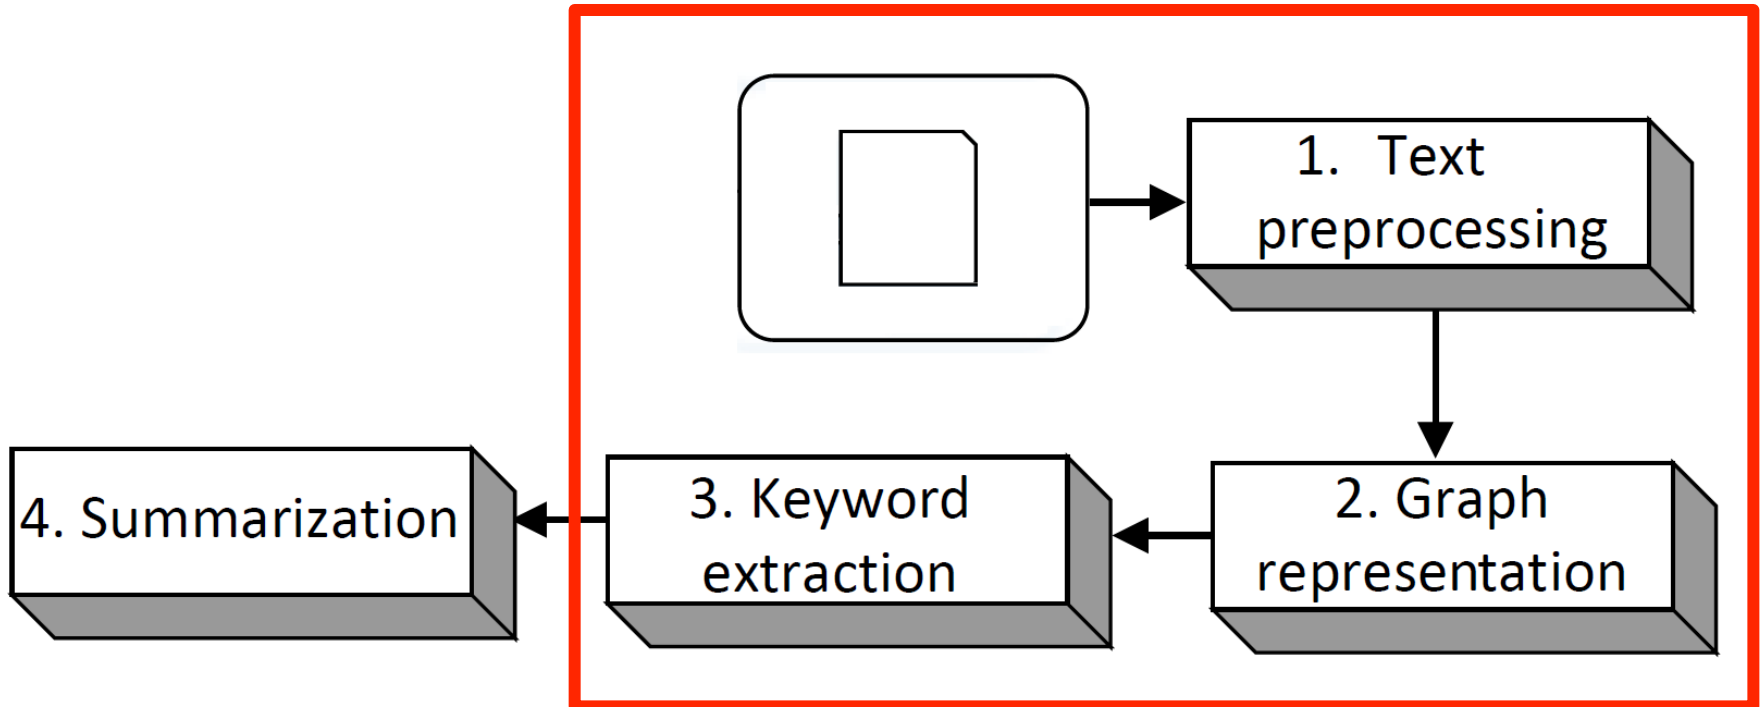 1. Text
preprocessing
2. Graph
representation
3. Keyword
extraction
4. Summarization